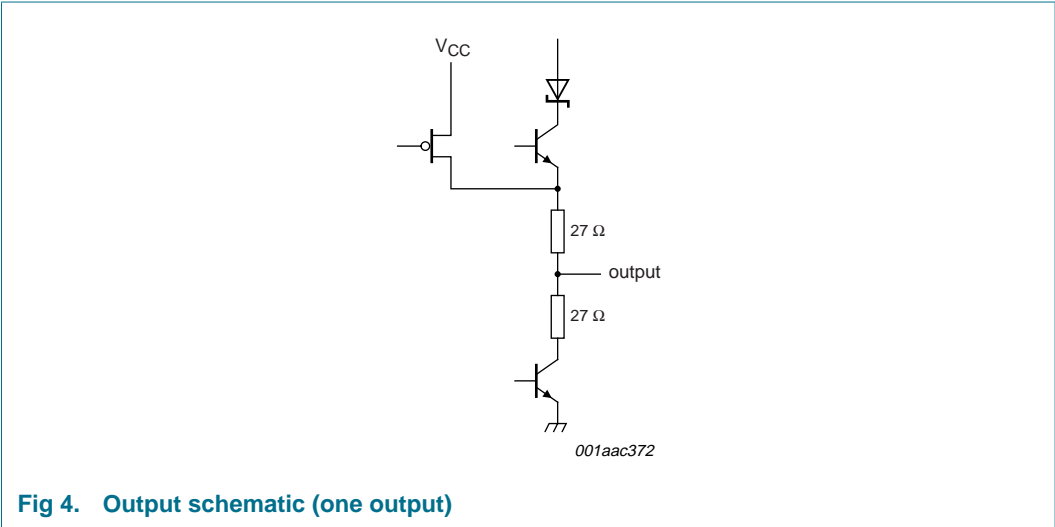 VCC
27 Ω
output
27 Ω
001aac372
Fig 4. Output schematic (one output)